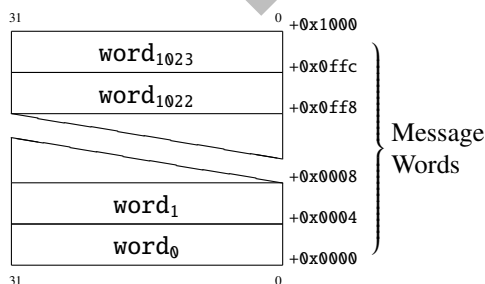 31 0
+0x1000
word₁₀₂₃
+0x0ffc
word₁₀₂₂
+0x0ff8
Message
Words
+0x0008
word₁
+0x0004
word₀
+0x0000
31 0